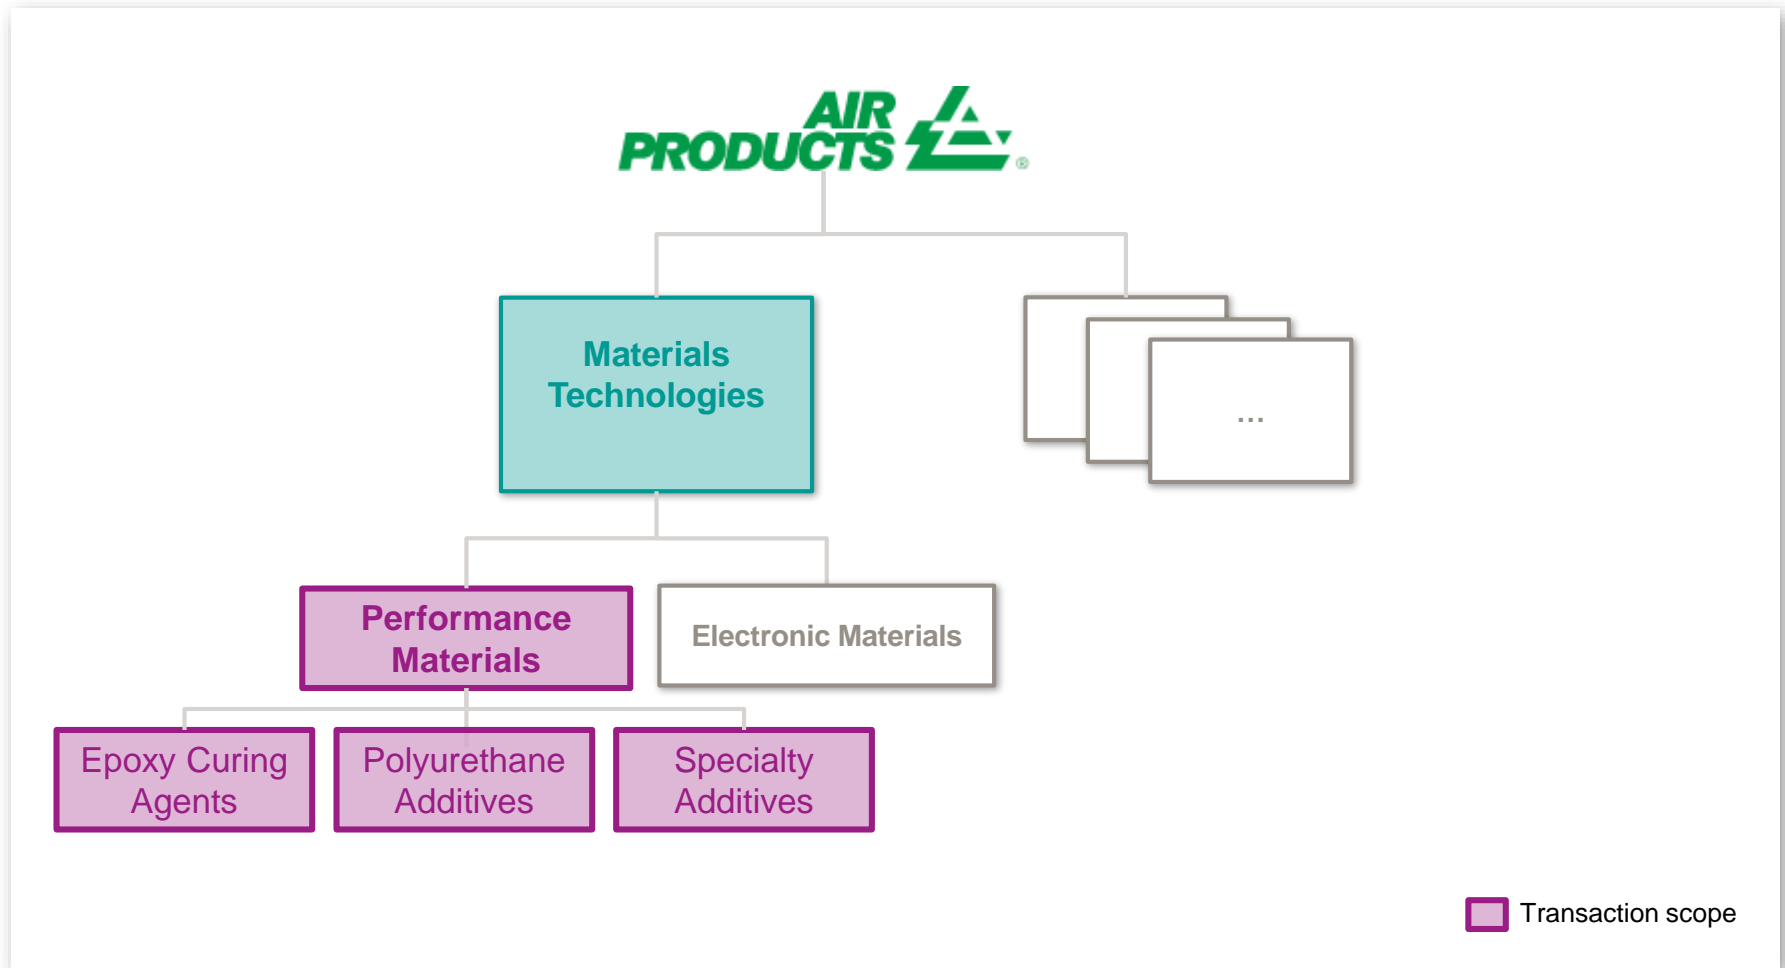 AIR
PRODUCTS
®
Materials
Technologies
...
Performance
Materials
Electronic Materials
Epoxy Curing
Agents
Polyurethane
Additives
Specialty
Additives
Transaction scope